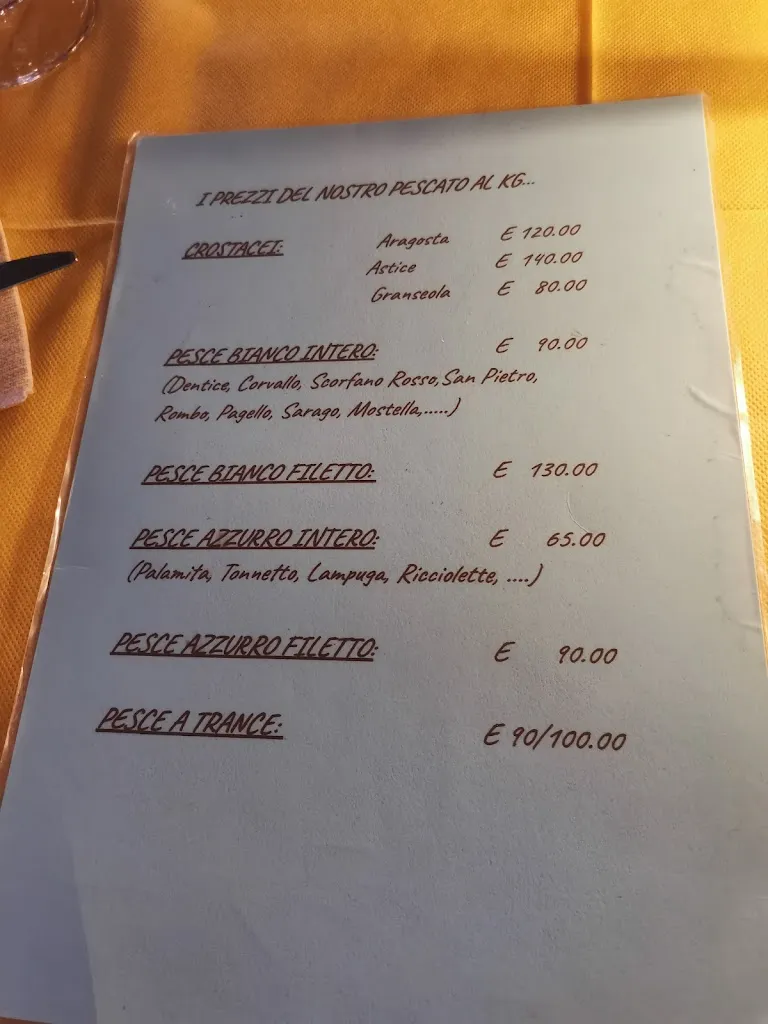 I PREZZI DEL NOSTRO PESCATO AL KG...
CROSTACEI: Aragosta E 120.00
Astice E 140.00
Granseola E 80.00
PESCE BIANCO INTERO: E 90.00
(Dentice, Corvallo, Scorfano Rosso,San Pietro,
Rombo, Pagello, Sarago, Mostella,.....)
PESCE BIANCO FILETTO: E 130.00
PESCE AZZURRO INTERO: E 65.00
(Palamita, Tonnetto, Lampuga, Ricciolette, ....)
PESCE AZZURRO FILETTO: E 90.00
PESCE A TRANCE: E 90/100.00